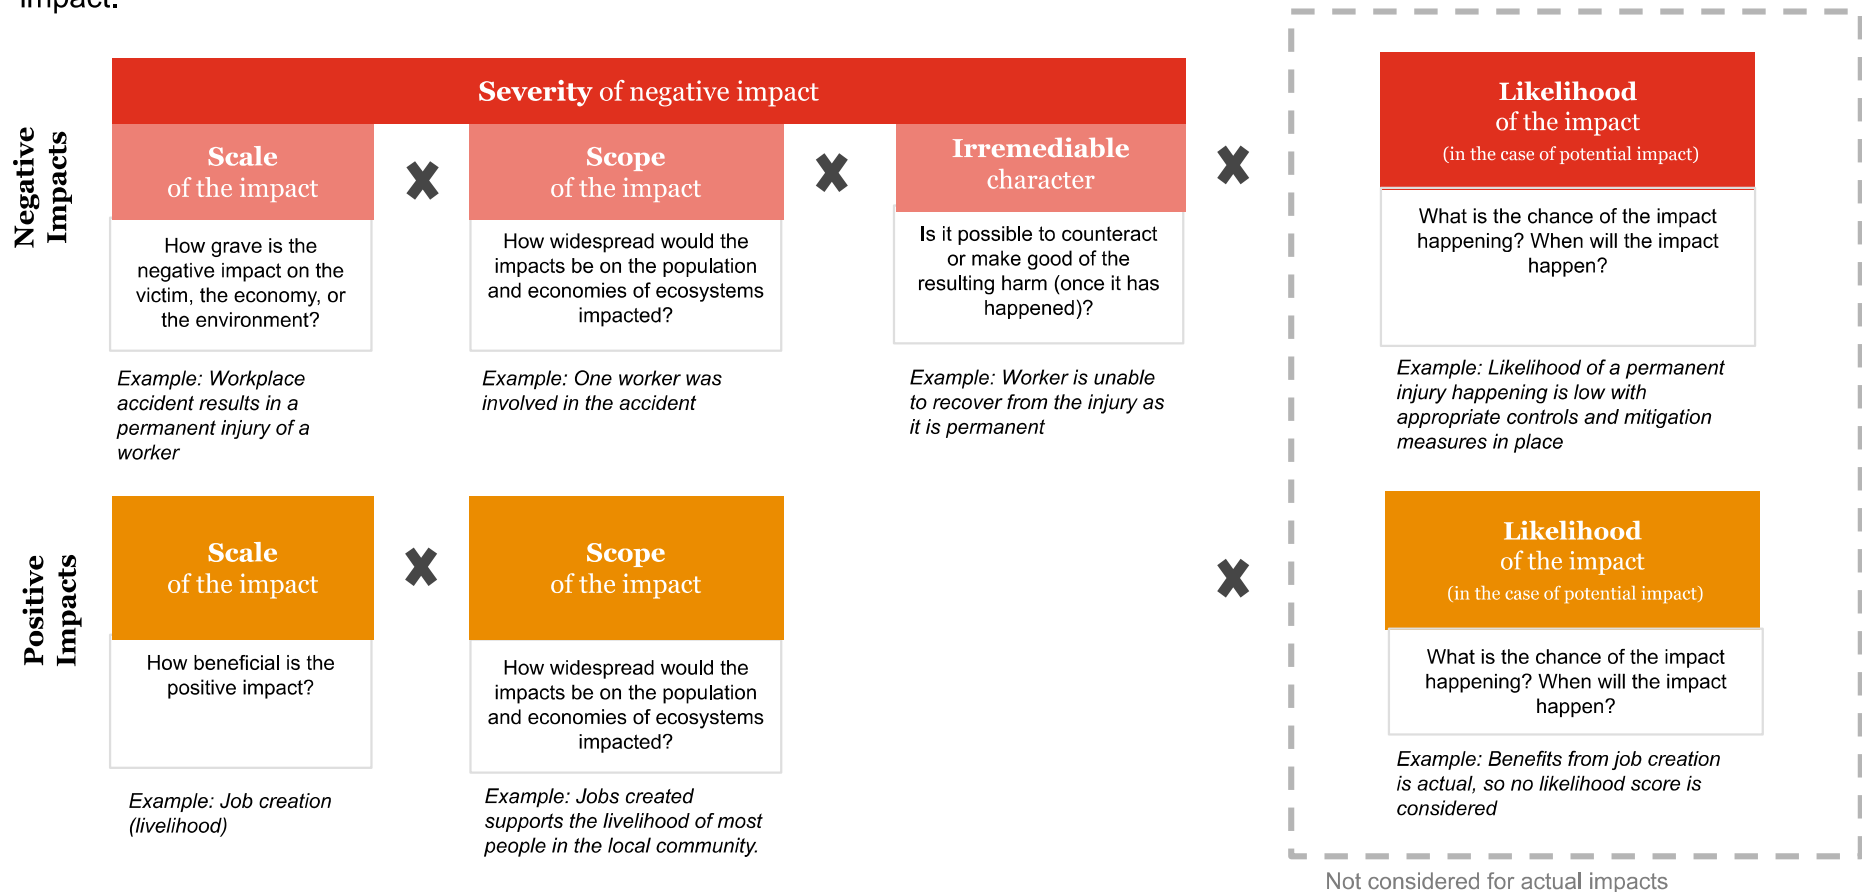 impact.
Negative
Impacts
Severity of negative impact
Scale
of the impact
How grave is the
negative impact on the
victim, the economy, or
the environment?
Example: Workplace
accident results in a
permanent injury of a
worker
Scope
of the impact
How widespread would the
impacts be on the population
and economies of ecosystems
impacted?
Example: One worker was
involved in the accident
Irremediable
character
Is it possible to counteract
or make good of the
resulting harm (once it has
happened)?
Example: Worker is unable
to recover from the injury as
it is permanent
Likelihood
of the impact
(in the case of potential impact)
What is the chance of the impact
happening? When will the impact
happen?
Example: Likelihood of a permanent
injury happening is low with
appropriate controls and mitigation
measures in place
Positive
Impacts
Scale
of the impact
How beneficial is the
positive impact?
Example: Job creation
(livelihood)
Scope
of the impact
How widespread would the
impacts be on the population
and economies of ecosystems
impacted?
Example: Jobs created
supports the livelihood of most
people in the local community.
Likelihood
of the impact
(in the case of potential impact)
What is the chance of the impact
happening? When will the impact
happen?
Example: Benefits from job creation
is actual, so no likelihood score is
considered
Not considered for actual impacts